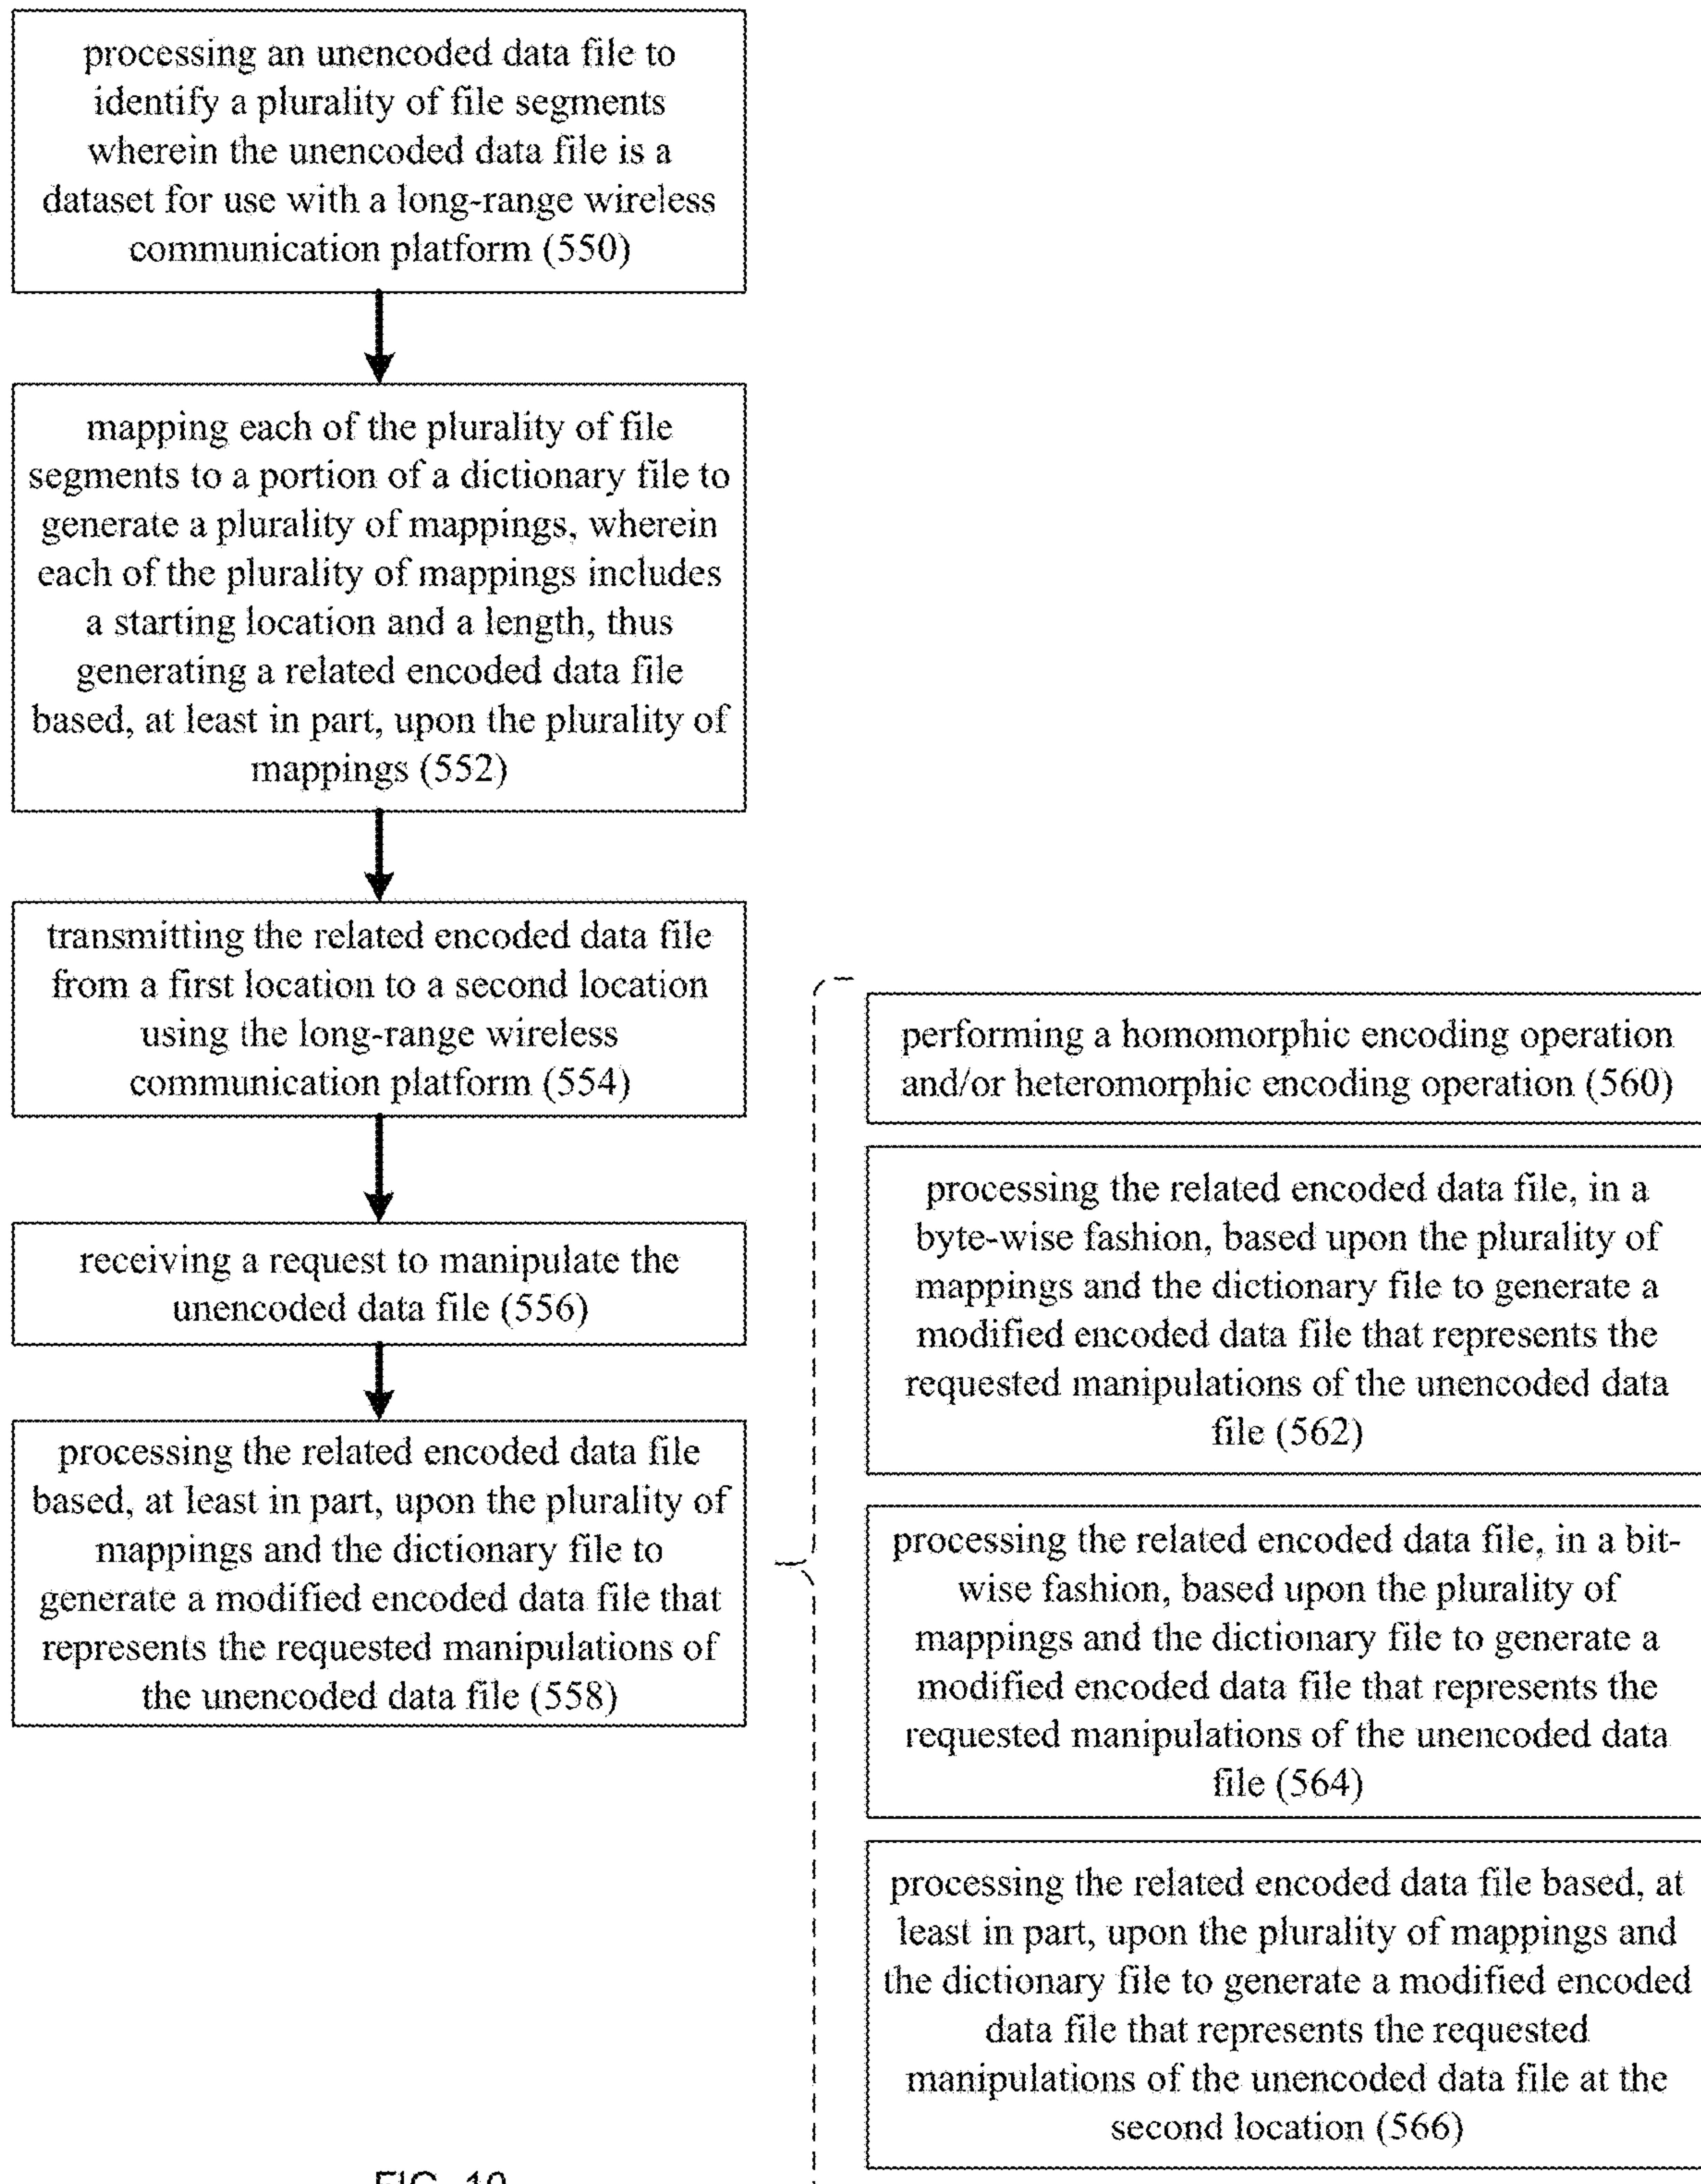 processing an unencoded data file to
identify a plurality of file segments
wherein the unencoded data file is a
dataset for use with a long-range wireless
communication platform (550)
mapping each of the plurality of file
segments to a portion of a dictionary file to
generate a plurality of mappings, wherein
each of the plurality of mappings includes
a starting location and a length, thus
generating a related encoded data file
based, at least in part, upon the plurality of
mappings (552)
transmitting the related encoded data file
from a first location to a second location
using the long-range wireless
communication platform (554)
receiving a request to manipulate the
unencoded data file (556)
processing the related encoded data file
based, at least in part, upon the plurality of
mappings and the dictionary file to
generate a modified encoded data file that
represents the requested manipulations of
the unencoded data file (558)
performing a homomorphic encoding operation
and/or heteromorphic encoding operation (560)
processing the related encoded data file, in a
byte-wise fashion, based upon the plurality of
mappings and the dictionary file to generate a
modified encoded data file that represents the
requested manipulations of the unencoded data
file (562)
processing the related encoded data file, in a bit-
wise fashion, based upon the plurality of
mappings and the dictionary file to generate a
modified encoded data file that represents the
requested manipulations of the unencoded data
file (564)
processing the related encoded data file based, at
least in part, upon the plurality of mappings and
the dictionary file to generate a modified encoded
data file that represents the requested
manipulations of the unencoded data file at the
second location (566)
FIG.